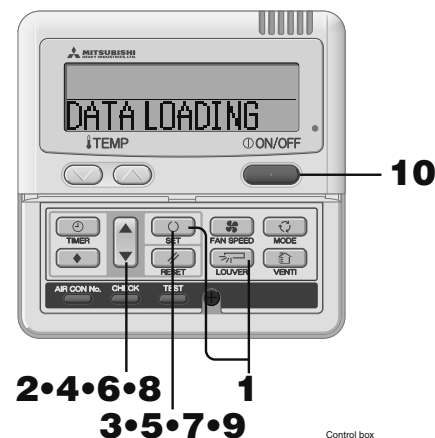 MITSUBISHI
HEAVY INDUSTRIES, LTD.
DATA LOADING
TEMP
ON/OFF
10
TIMER
SET
FAN SPEED
MODE
RESET
LOUVER
VENTI
AIR CON No.
CHECK
TEST
2•4•6•8
1
3•5•7•9
Control box